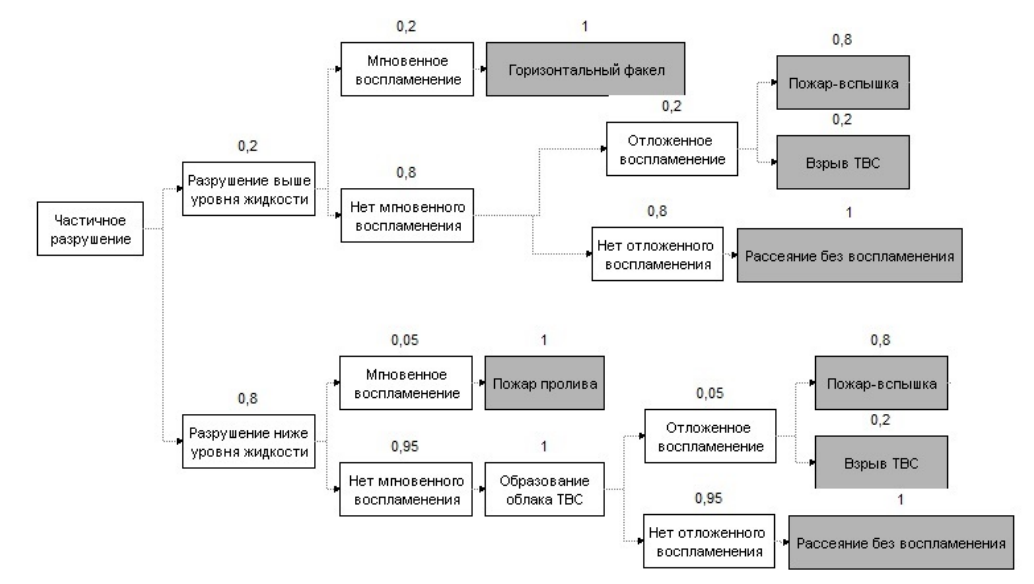 0,2
1
Мгновенное
воспламенение
Горизонтальный факел
0,8
Пожар-вспышка
0,2
Отложенное
воспламенение
0,2
Взрыв ТВС
0,2
Разрушение выше
уровня жидкости
0,8
Нет мгновенного
воспламенения
Частичное
разрушение
0,8
Нет отложенного
воспламенения
1
Рассеяние без воспламенения
0,05
1
Мгновенное
воспламенение
Пожар пролива
0,8
Пожар-вспышка
0,8
Разрушение ниже
уровня жидкости
0,05
Отложенное
воспламенение
0,2
Взрыв ТВС
0,95
Нет мгновенного
воспламенения
1
Образование
облака ТВС
0,95
Нет отложенного
воспламенения
1
Рассеяние без воспламенения